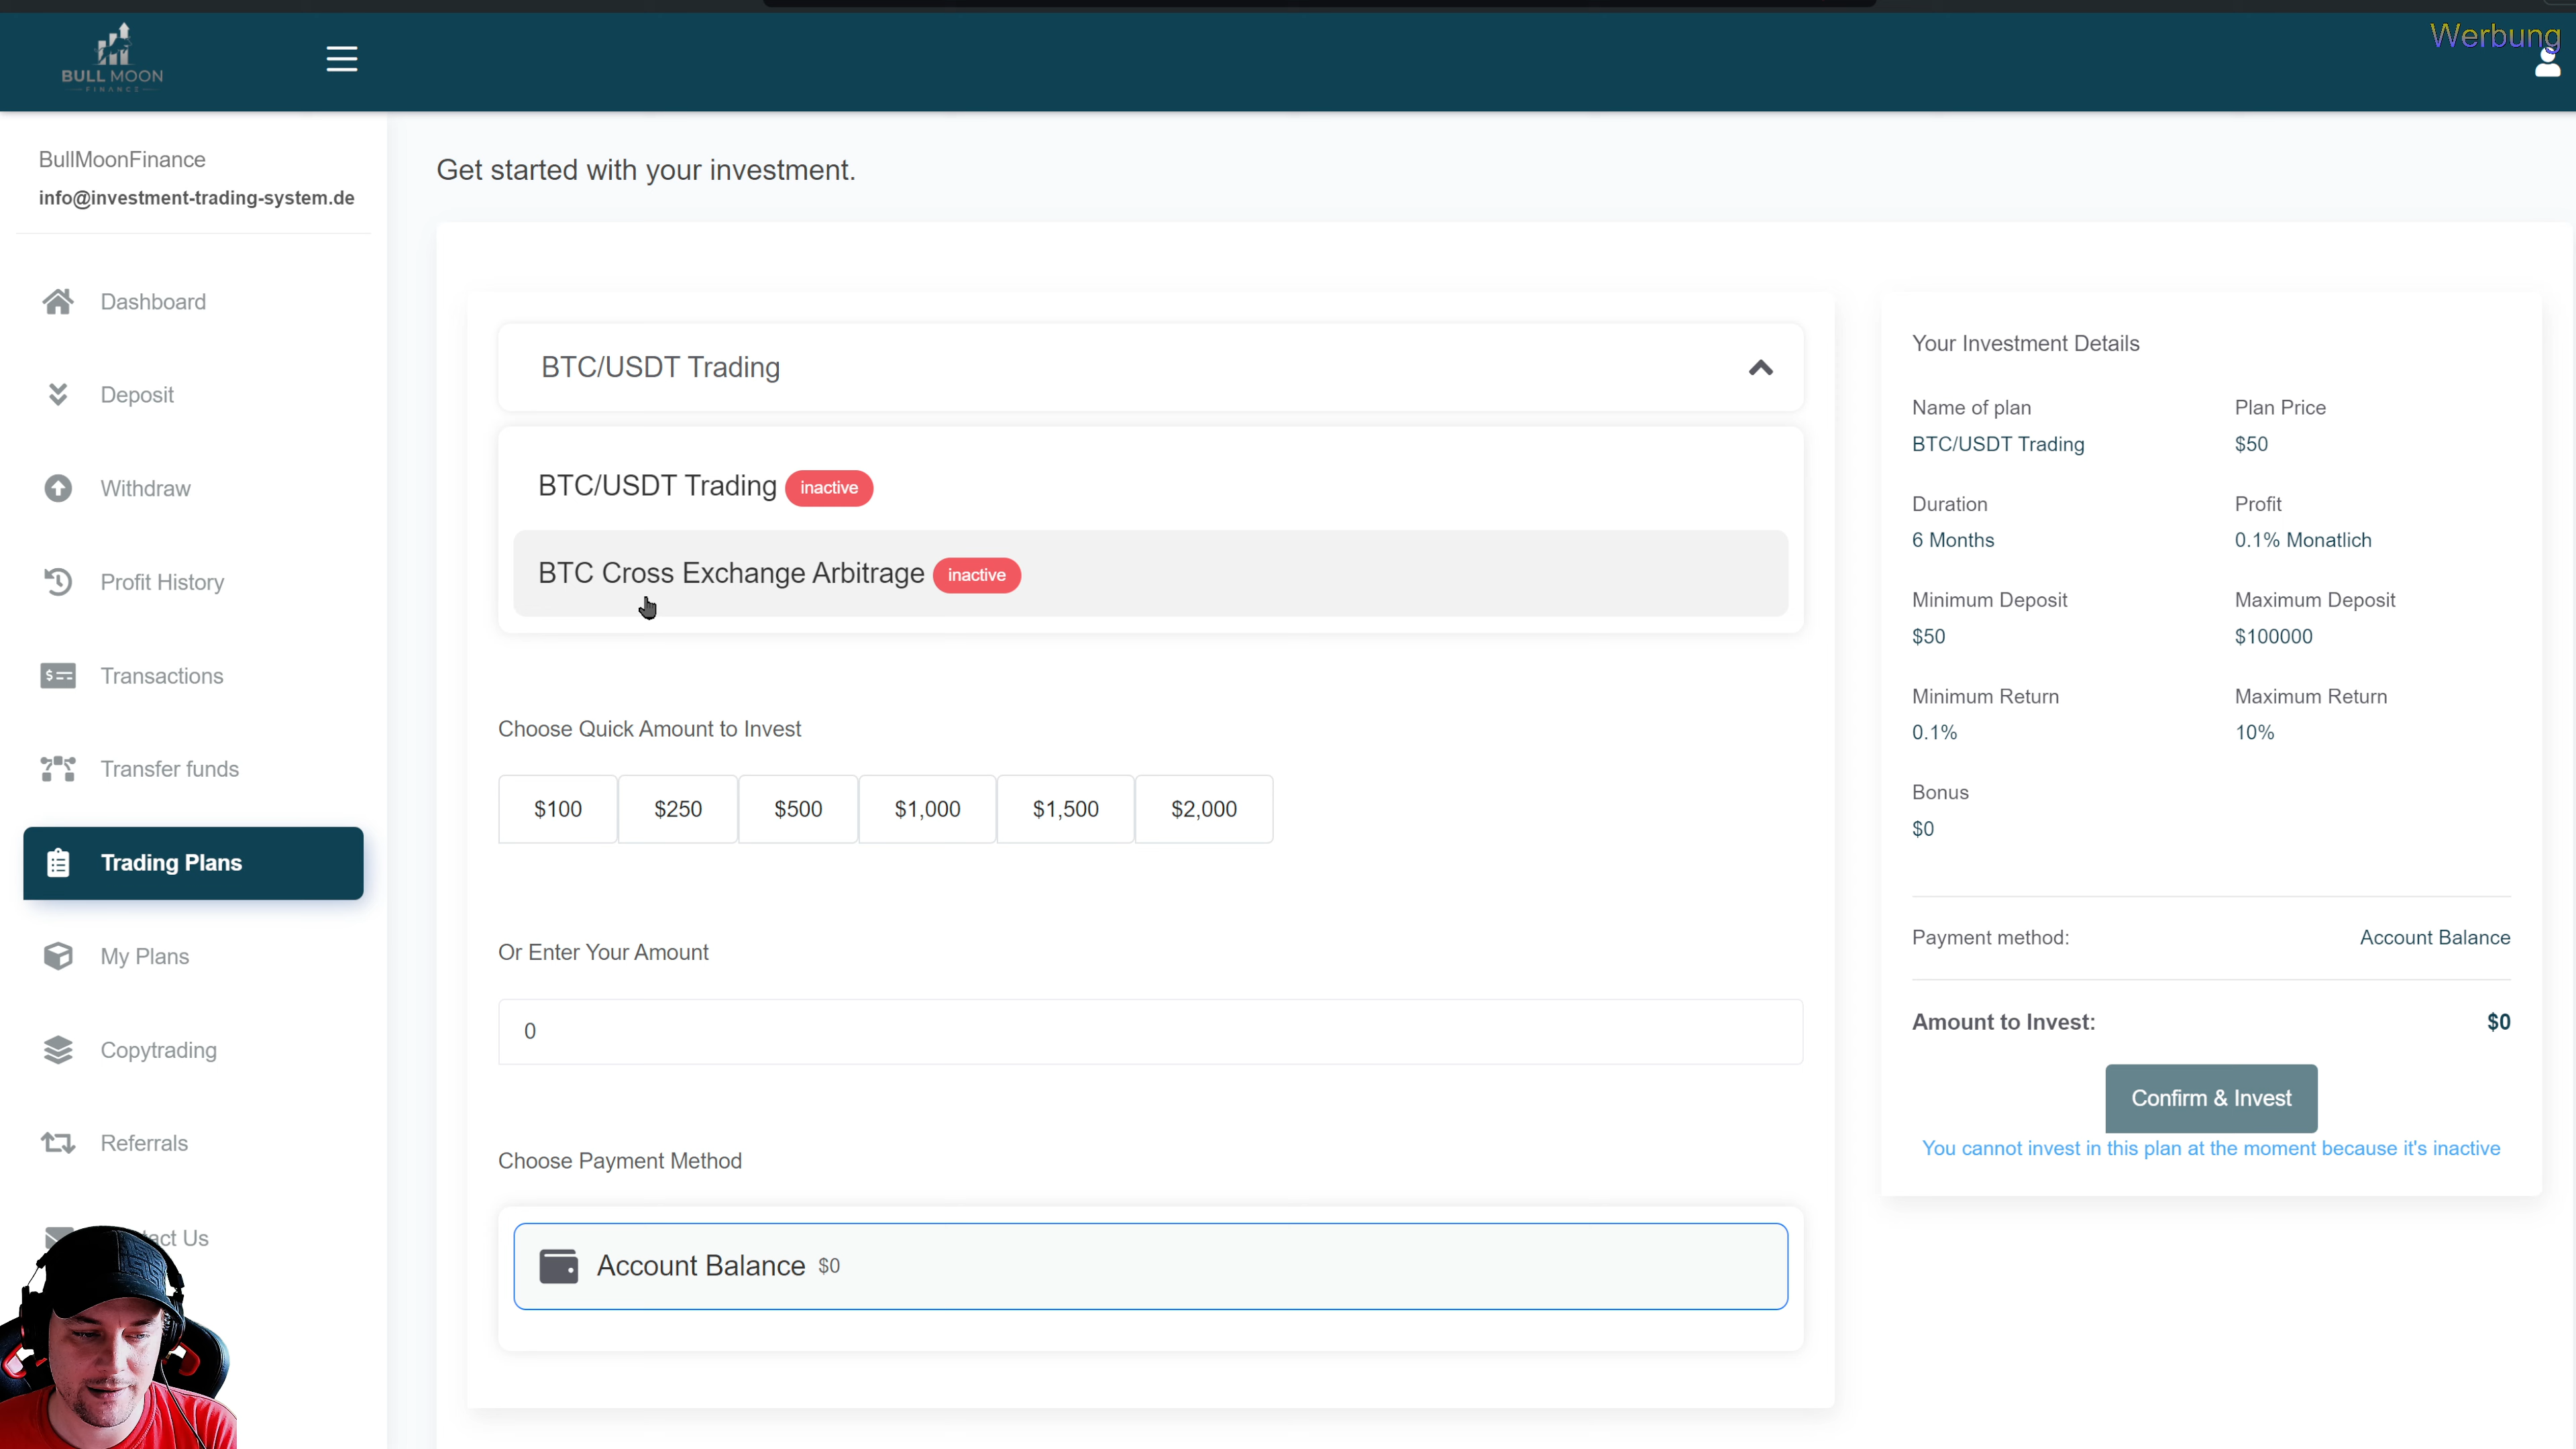 BULL MOON
FINANCE
Werbung
BullMoonFinance
info@investment-trading-system.de
Dashboard
Deposit
Withdraw
Profit History
Transactions
Transfer funds
Trading Plans
My Plans
Copytrading
Referrals
act Us
Get started with your investment.
BTC/USDT Trading
BTC/USDT Trading inactive
BTC Cross Exchange Arbitrage inactive
Choose Quick Amount to Invest
$100 $250 $500 $1,000 $1,500 $2,000
Or Enter Your Amount
0
Choose Payment Method
Account Balance $0
Your Investment Details
Name of plan Plan Price
BTC/USDT Trading $50
Duration Profit
6 Months 0.1% Monatlich
Minimum Deposit Maximum Deposit
$50 $100000
Minimum Return Maximum Return
0.1% 10%
Bonus
$0
Payment method: Account Balance
Amount to Invest: $0
Confirm & Invest
You cannot invest in this plan at the moment because it's inactive